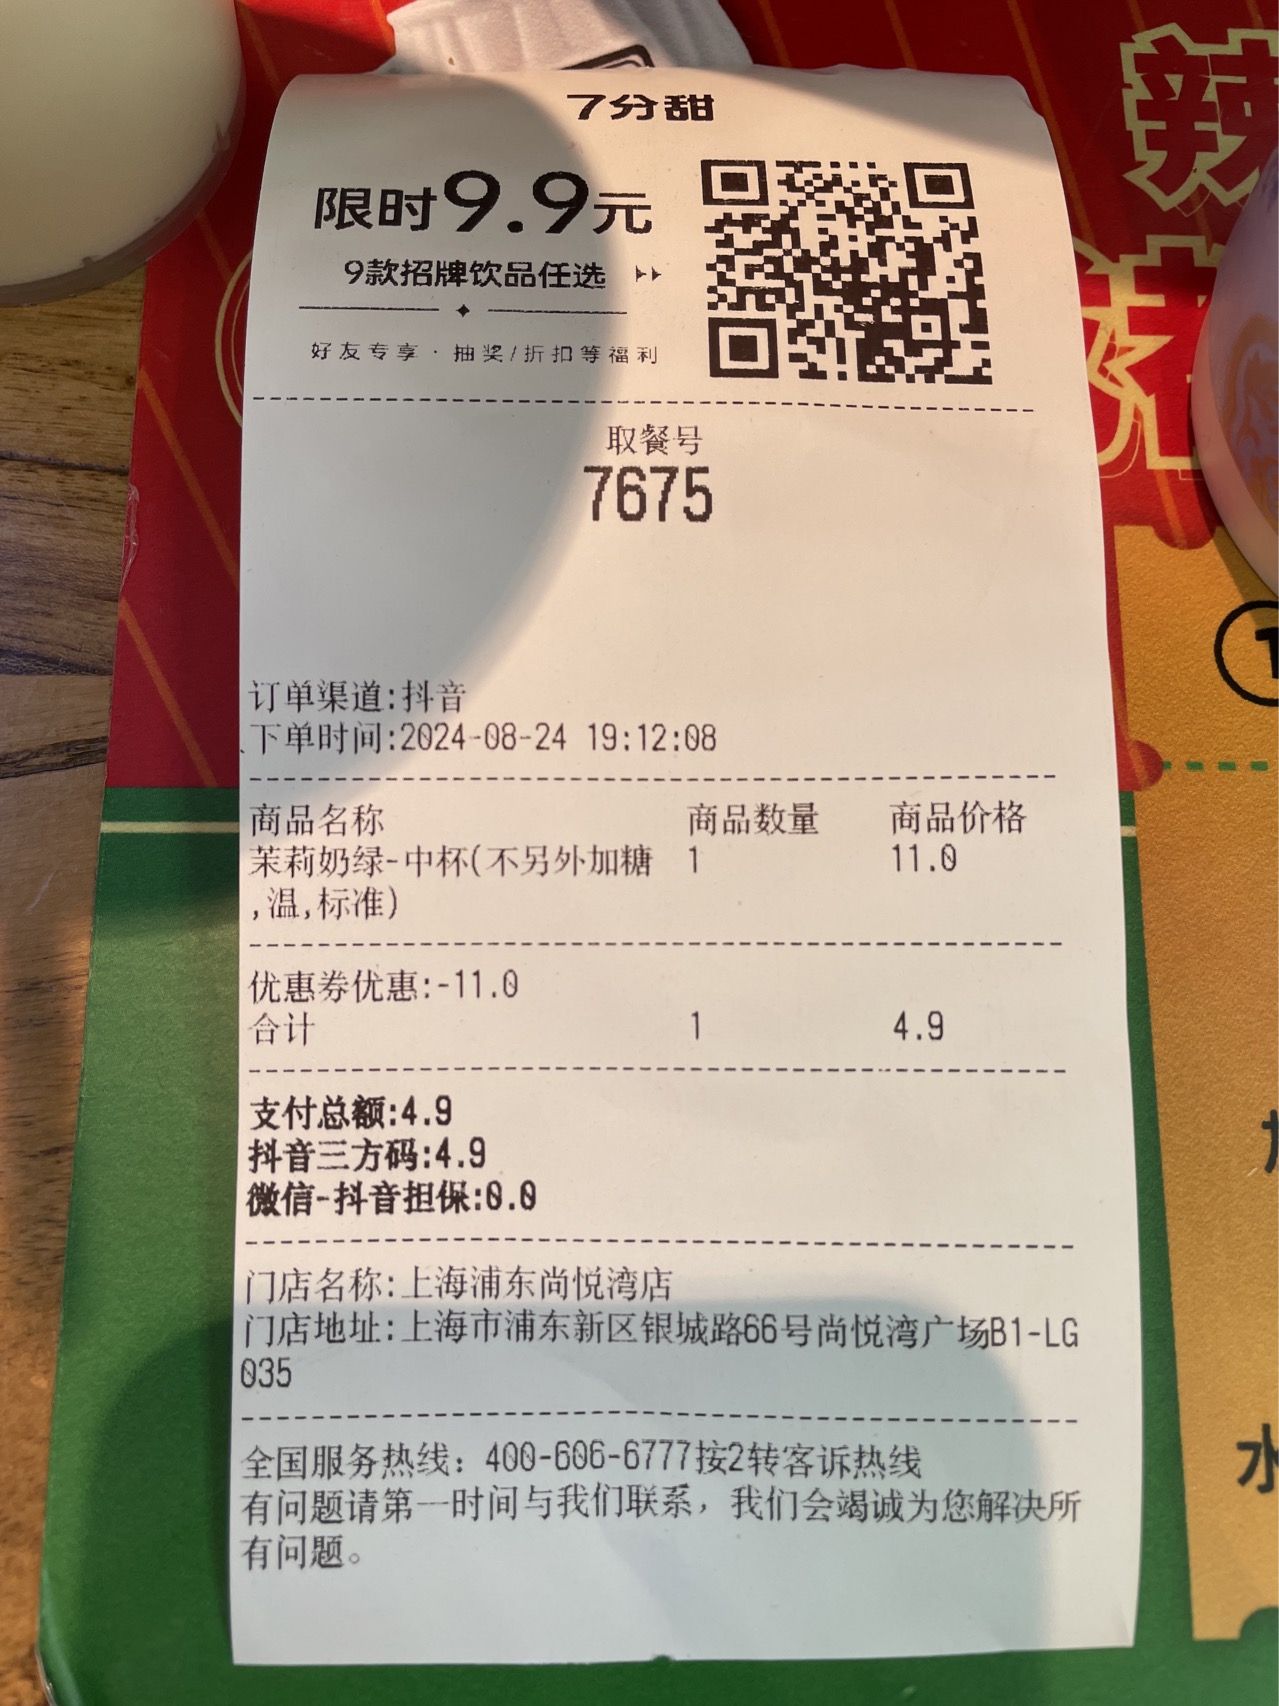 7分甜
限时9.9元
9款招牌饮品任选
好友专享·抽奖/折扣等福利
取餐号
7675
订单渠道:抖音
下单时间:2024-08-24 19:12:08
商品名称 商品数量 商品价格
茉莉奶绿-中杯(不另外加糖 1 11.0
,温,标准)
优惠券优惠:-11.0
合计 1 4.9
支付总额:4.9
抖音三方码:4.9
微信-抖音担保:0.0
门店名称:上海浦东尚悦湾店
门店地址:上海市浦东新区银城路66号尚悦湾广场B1-LG
035
全国服务热线：400-606-6777按2转客诉热线
有问题请第一时间与我们联系，我们会竭诚为您解决所
有问题。
辣
水